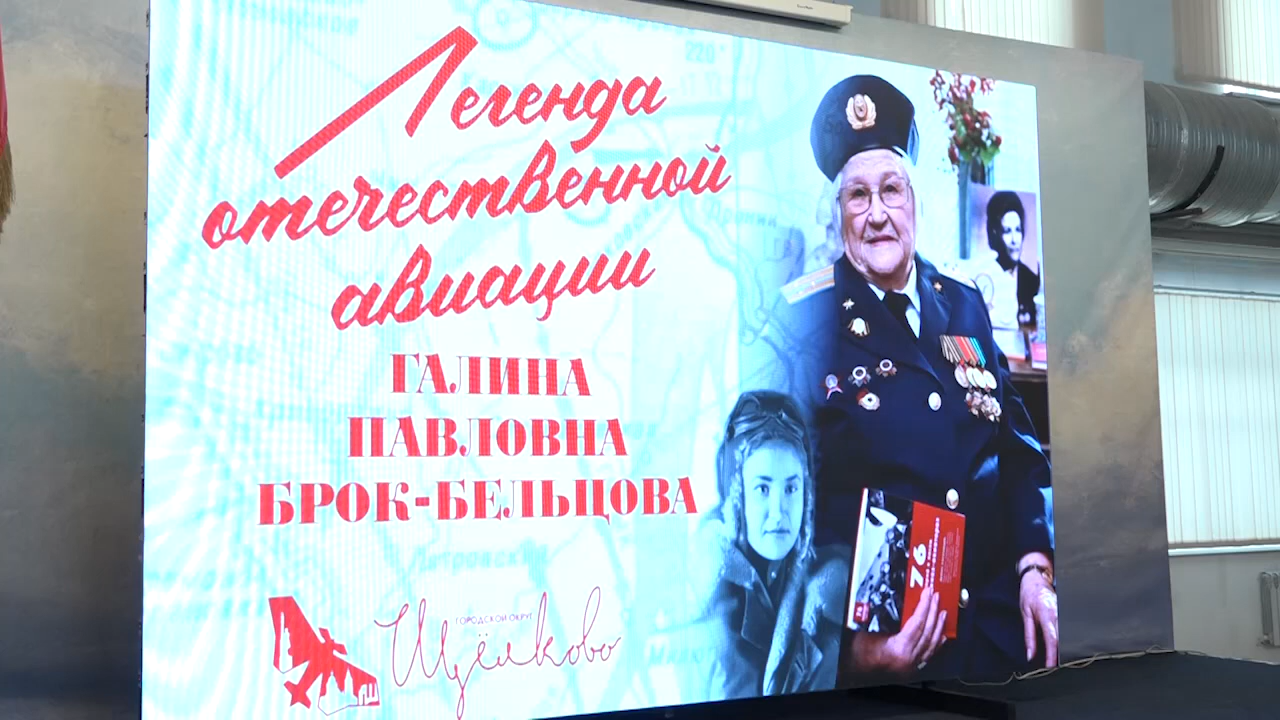 Легенда
отечественной
авиации
ГАЛИНА
ПАВЛОВНА
БРОК-БЕЛЬЦОВА
ГОРОДСКОЙ ОКРУГ
Щёлково
76